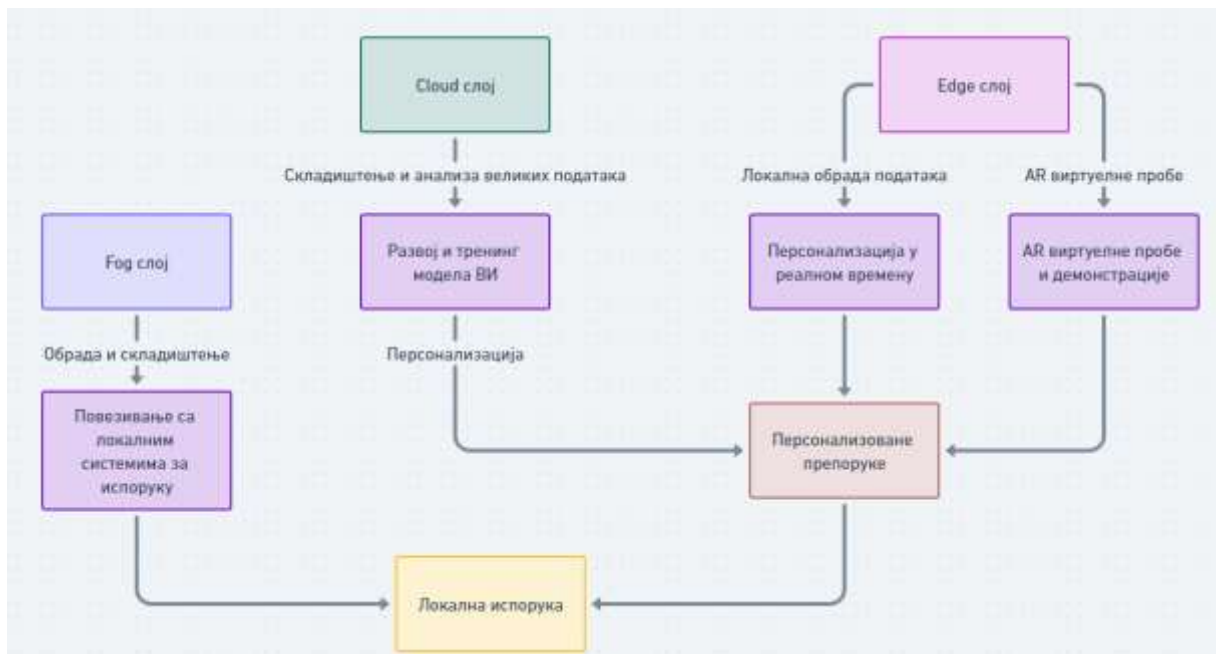 Cloud слој
Edge слој
Складиштење и анализа великих података
Локална обрада података
AR виртуелне пробе
Fog слој
Развој и тренинг
модела ВИ
Персонализација у
реалном времену
AR виртуелне пробе
и демонстрације
Обрада и складиштење
Персонализација
Повезивање са
локалним
системима за
испоруку
Персонализоване
препоруке
Локална испорука